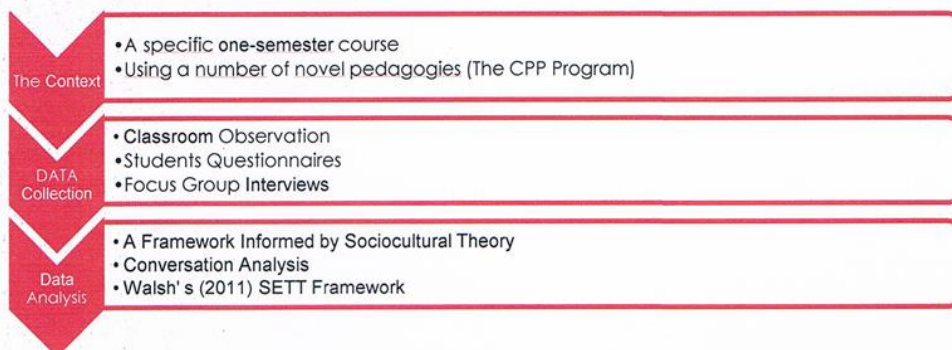 The Context
• A specific one-semester course
• Using a number of novel pedagogies (The CPP Program)
DATA
Collection
• Classroom Observation
• Students Questionnaires
• Focus Group Interviews
Data
Analysis
• A Framework Informed by Sociocultural Theory
• Conversation Analysis
• Walsh' s (2011) SETT Framework